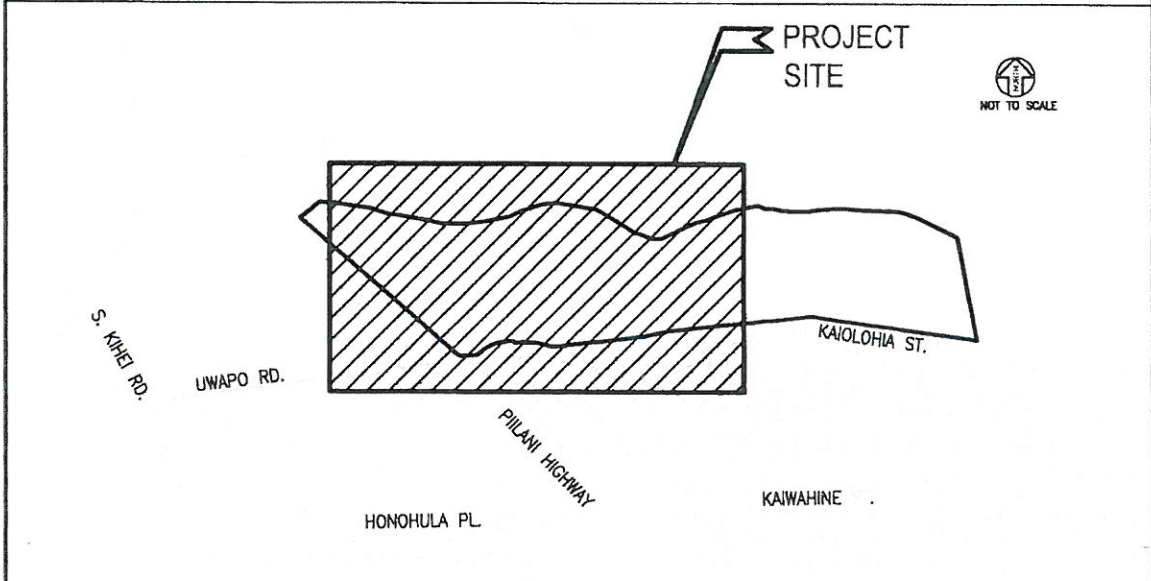 PROJECT
SITE
NOT TO SCALE
S. KIHEI RD.
UWAPO RD.
KAIOLOHIA ST.
PIILANI HIGHWAY
KAIWAHINE .
HONOHULA PL.